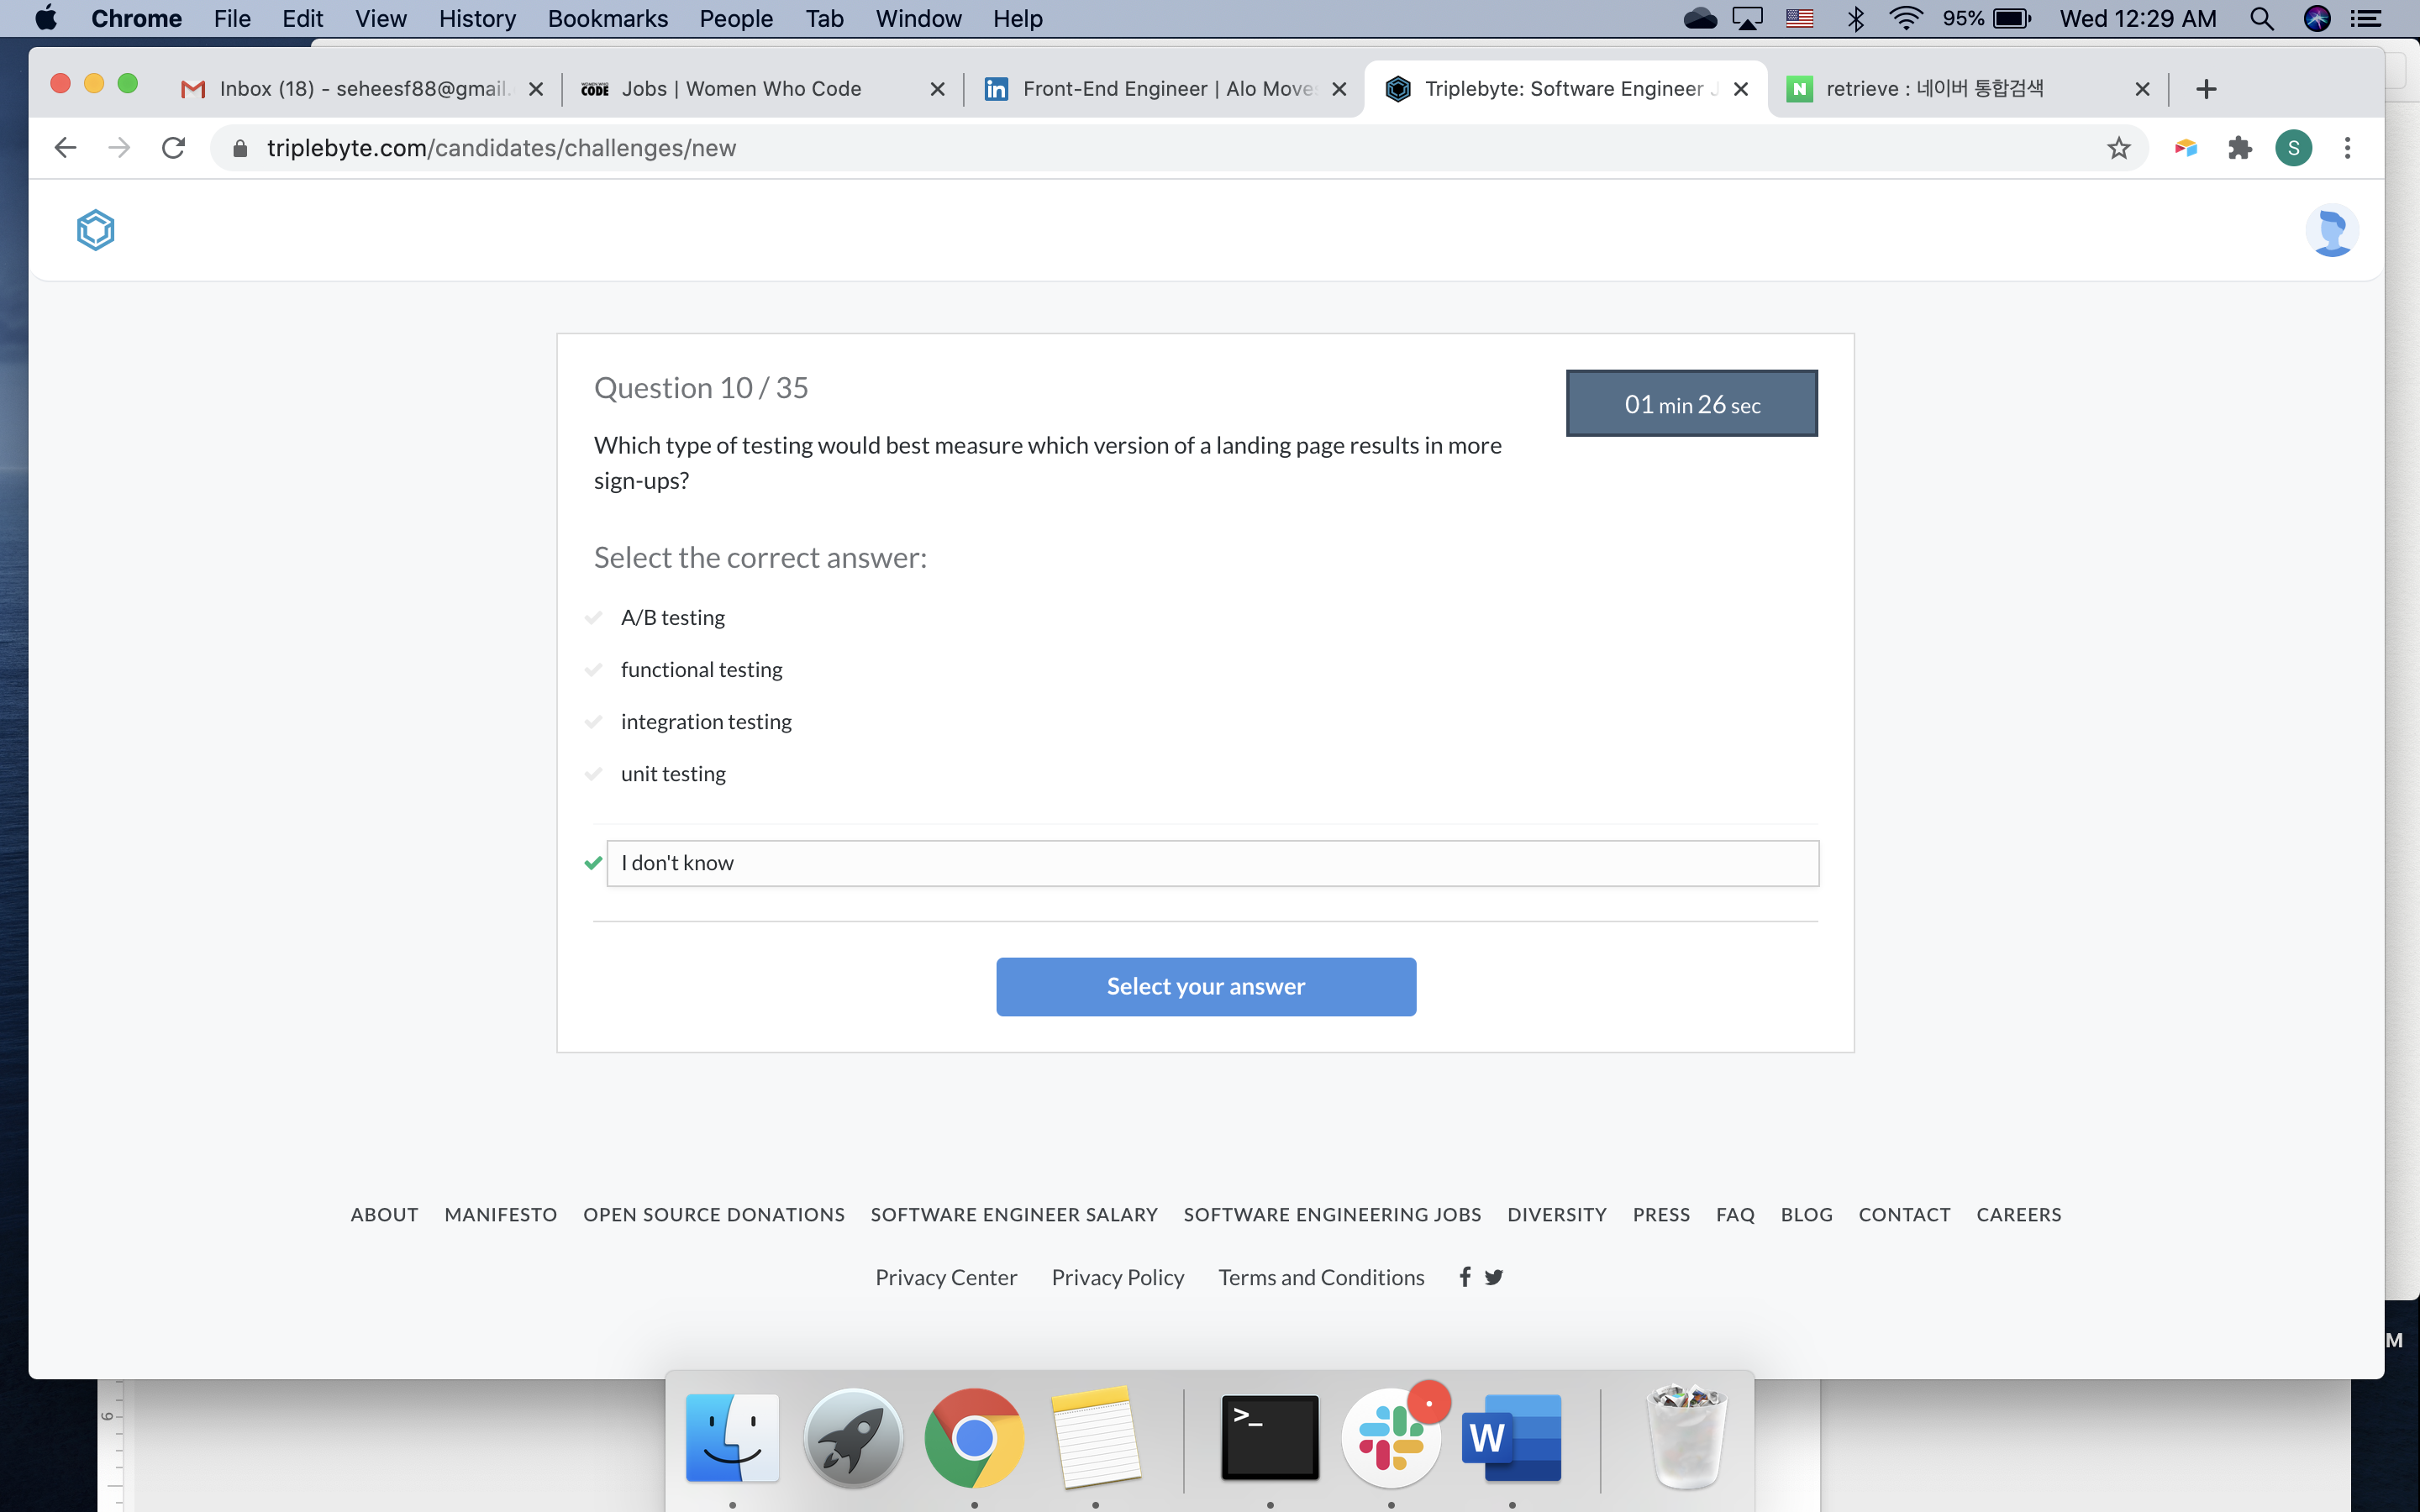 Chrome File Edit View History Bookmarks People Tab Window Help 95% Wed 12:29 AM
Inbox (18) - seheesf88@gmail.
WOMEN WHO CODE Jobs | Women Who Code
in Front-End Engineer | Alo Moves
Triplebyte: Software Engineer J
N retrieve : 네이버 통합검색
triplebyte.com/candidates/challenges/new
S
Question 10 / 35
01 min 26 sec
Which type of testing would best measure which version of a landing page results in more
sign-ups?
Select the correct answer:
A/B testing
functional testing
integration testing
unit testing
I don't know
Select your answer
ABOUT MANIFESTO OPEN SOURCE DONATIONS SOFTWARE ENGINEER SALARY SOFTWARE ENGINEERING JOBS DIVERSITY PRESS FAQ BLOG CONTACT CAREERS
Privacy Center Privacy Policy Terms and Conditions
M
9
>_
W